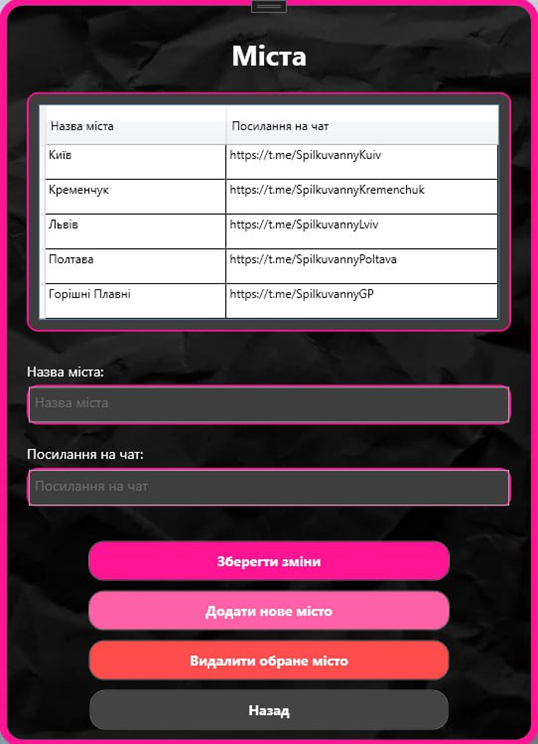 Міста
Назва міста Посилання на чат
Київ https://t.me/SpilkuvannyKuiv
Кременчук https://t.me/SpilkuvannyKremenchuk
Львів https://t.me/SpilkuvannyLviv
Полтава https://t.me/SpilkuvannyPoltava
Горішні Плавні https://t.me/SpilkuvannyGP
Назва міста:
Назва міста
Посилання на чат:
Посилання на чат
Зберегти зміни
Додати нове місто
Видалити обране місто
Назад